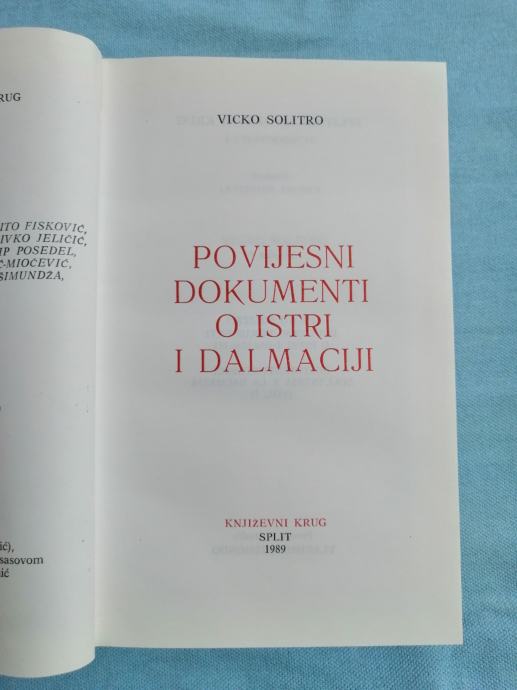 RUG
ITO FISKOVIĆ,
IVKO JELIČIĆ,
IP POSEDEL,
Ć-MIOČEVIĆ,
SIMUNDŽA,
ić),
sasovom
ić
VICKO SOLITRO
POVIJESNI
DOKUMENTI
O ISTRI
I DALMACIJI
KNJIŽEVNI KRUG
SPLIT
1989